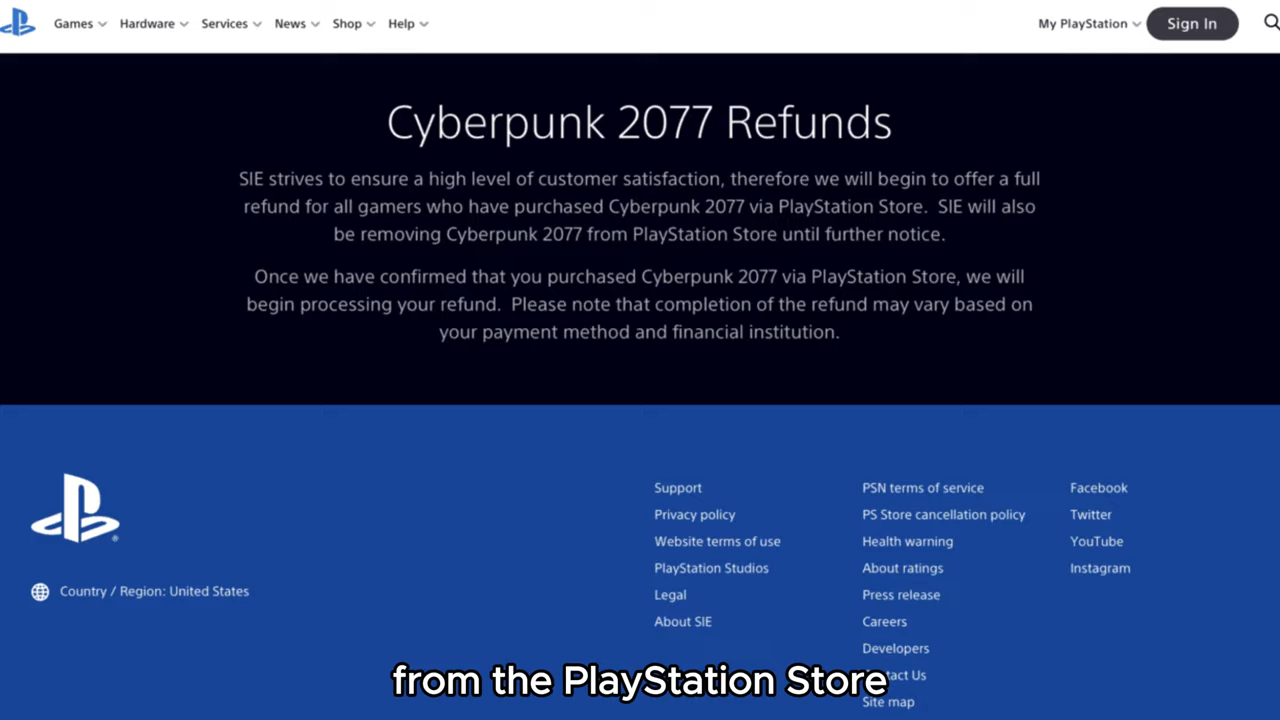 Games Hardware Services News Shop Help My PlayStation Sign In
Cyberpunk 2077 Refunds
SIE strives to ensure a high level of customer satisfaction, therefore we will begin to offer a full
refund for all gamers who have purchased Cyberpunk 2077 via PlayStation Store. SIE will also
be removing Cyberpunk 2077 from PlayStation Store until further notice.
Once we have confirmed that you purchased Cyberpunk 2077 via PlayStation Store, we will
begin processing your refund. Please note that completion of the refund may vary based on
your payment method and financial institution.
Country / Region: United States
Support
Privacy policy
Website terms of use
PlayStation Studios
Legal
About SIE
PSN terms of service
PS Store cancellation policy
Health warning
About ratings
Press release
Careers
Developers
Us
Site map
Facebook
Twitter
YouTube
Instagram
from the PlayStation Store